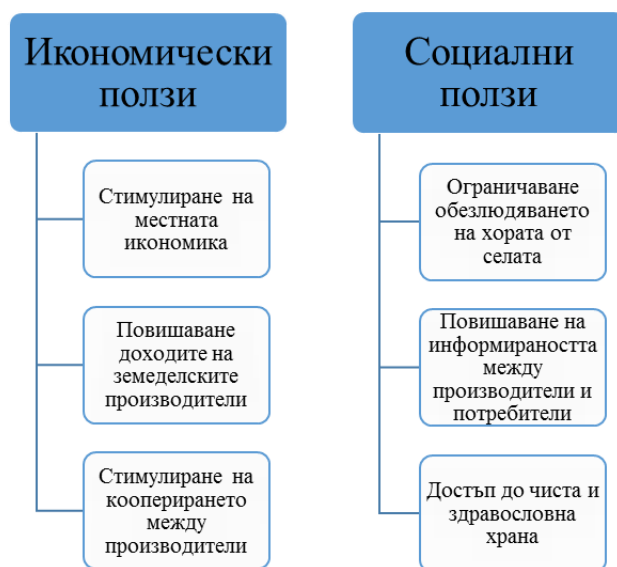 Икономически
ползи
Стимулиране на
местната
икономика
Повишаване
доходите на
земеделските
производители
Стимулиране на
кооперирането
между
производители
Социални
ползи
Ограничаване
обезлюдяването
на хората от
селата
Повишаване на
информираността
между
производители и
потребители
Достъп до чиста и
здравословна
храна